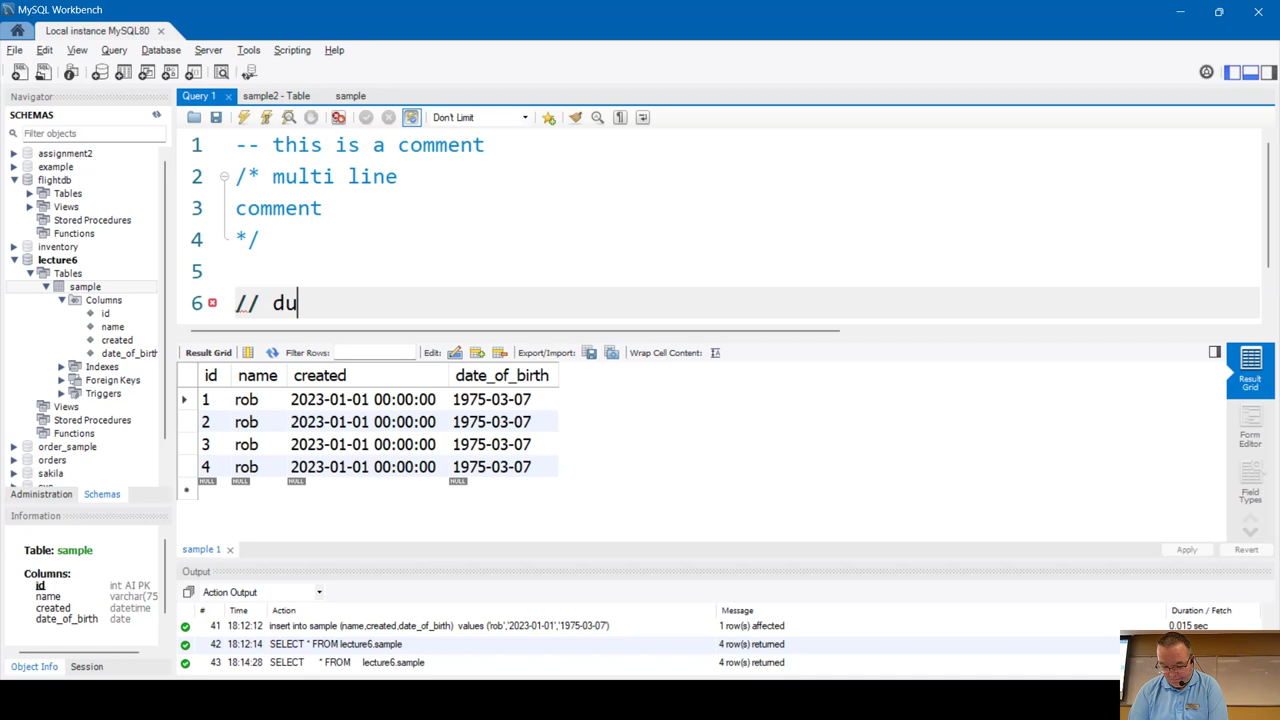 MySQL Workbench
Local instance MySQL80
File Edit View Query Database Server Tools Scripting Help
Navigator
SCHEMAS
Filter objects
assignment2
example
flightdb
Tables
Views
Stored Procedures
Functions
inventory
lecture6
Tables
sample
Columns
id
name
created
date_of_birth
Indexes
Foreign Keys
Triggers
Views
Stored Procedures
Functions
order_sample
orders
sakila
Administration Schemas
Information
Table: sample
Columns:
id int AI PK
name varchar(75
created datetime
date_of_birth date
Object Info Session
Query 1 sample2 - Table sample
Don't Limit
1 -- this is a comment
2 /* multi line
3 comment
4 */
5
6 // du
Result Grid Filter Rows: Edit: Export/Import: Wrap Cell Content:
id name created date_of_birth
1 rob 2023-01-01 00:00:00 1975-03-07
2 rob 2023-01-01 00:00:00 1975-03-07
3 rob 2023-01-01 00:00:00 1975-03-07
4 rob 2023-01-01 00:00:00 1975-03-07
NULL NULL NULL NULL
Result
Grid
Form
Editor
Field
Types
sample 1 Apply Revert
Output
Action Output
# Time Action Message Duration / Fetch
41 18:12:12 insert into sample (name,created,date_of_birth) values ('rob','2023-01-01','1975-03-07') 1 row(s) affected 0.015 sec
42 18:12:14 SELECT * FROM lecture6.sample 4 row(s) returned
43 18:14:28 SELECT * FROM lecture6.sample 4 row(s) returned